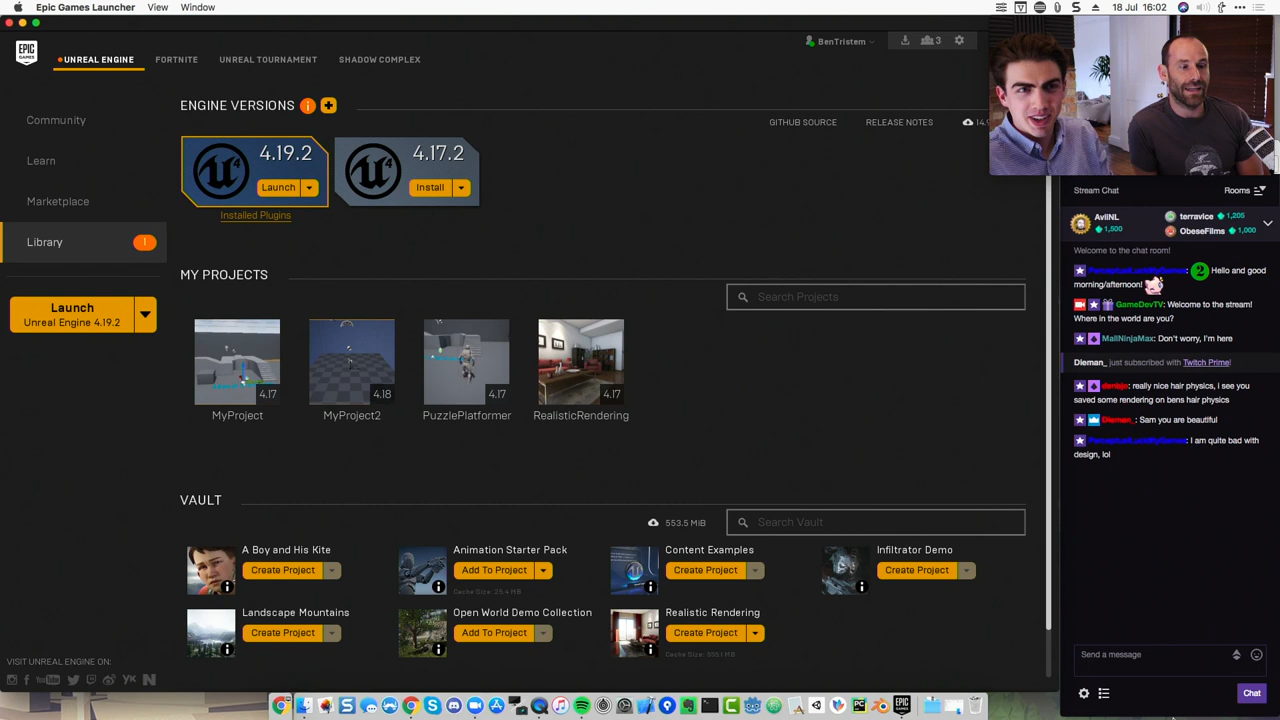 Epic Games Launcher View Window
18 Jul 16:02
EPIC GAMES
UNREAL ENGINE FORTNITE UNREAL TOURNAMENT SHADOW COMPLEX
BenTristem
3
Community
Learn
Marketplace
Library
Launch
Unreal Engine 4.19.2
VISIT UNREAL ENGINE ON:
ENGINE VERSIONS
GITHUB SOURCE RELEASE NOTES
4.19.2
Launch
Installed Plugins
4.17.2
Install
MY PROJECTS
Search Projects
4.17
MyProject
4.18
MyProject2
4.17
PuzzlePlatformer
4.17
RealisticRendering
VAULT
553.5 MiB
Search Vault
A Boy and His Kite
Create Project
Animation Starter Pack
Add To Project
Cache Size: 25.4 MB
Content Examples
Create Project
Infiltrator Demo
Create Project
Landscape Mountains
Create Project
Open World Demo Collection
Add To Project
Realistic Rendering
Create Project
Stream Chat Rooms
AvliNL
1,500
terravice 1,205
ObeseFilms 1,000
Welcome to the chat room!
Hello and good
morning/afternoon!
GameDevTV: Welcome to the stream!
Where in the world are you?
MallNinjaMax: Don't worry, I'm here
Dleman_ just subscribed with Twitch Prime!
really nice hair physics, i see you
saved some rendering on bens hair
physics
Dleman_: Sam you are beautiful
I am quite bad with
design, lol
Send a message
Chat